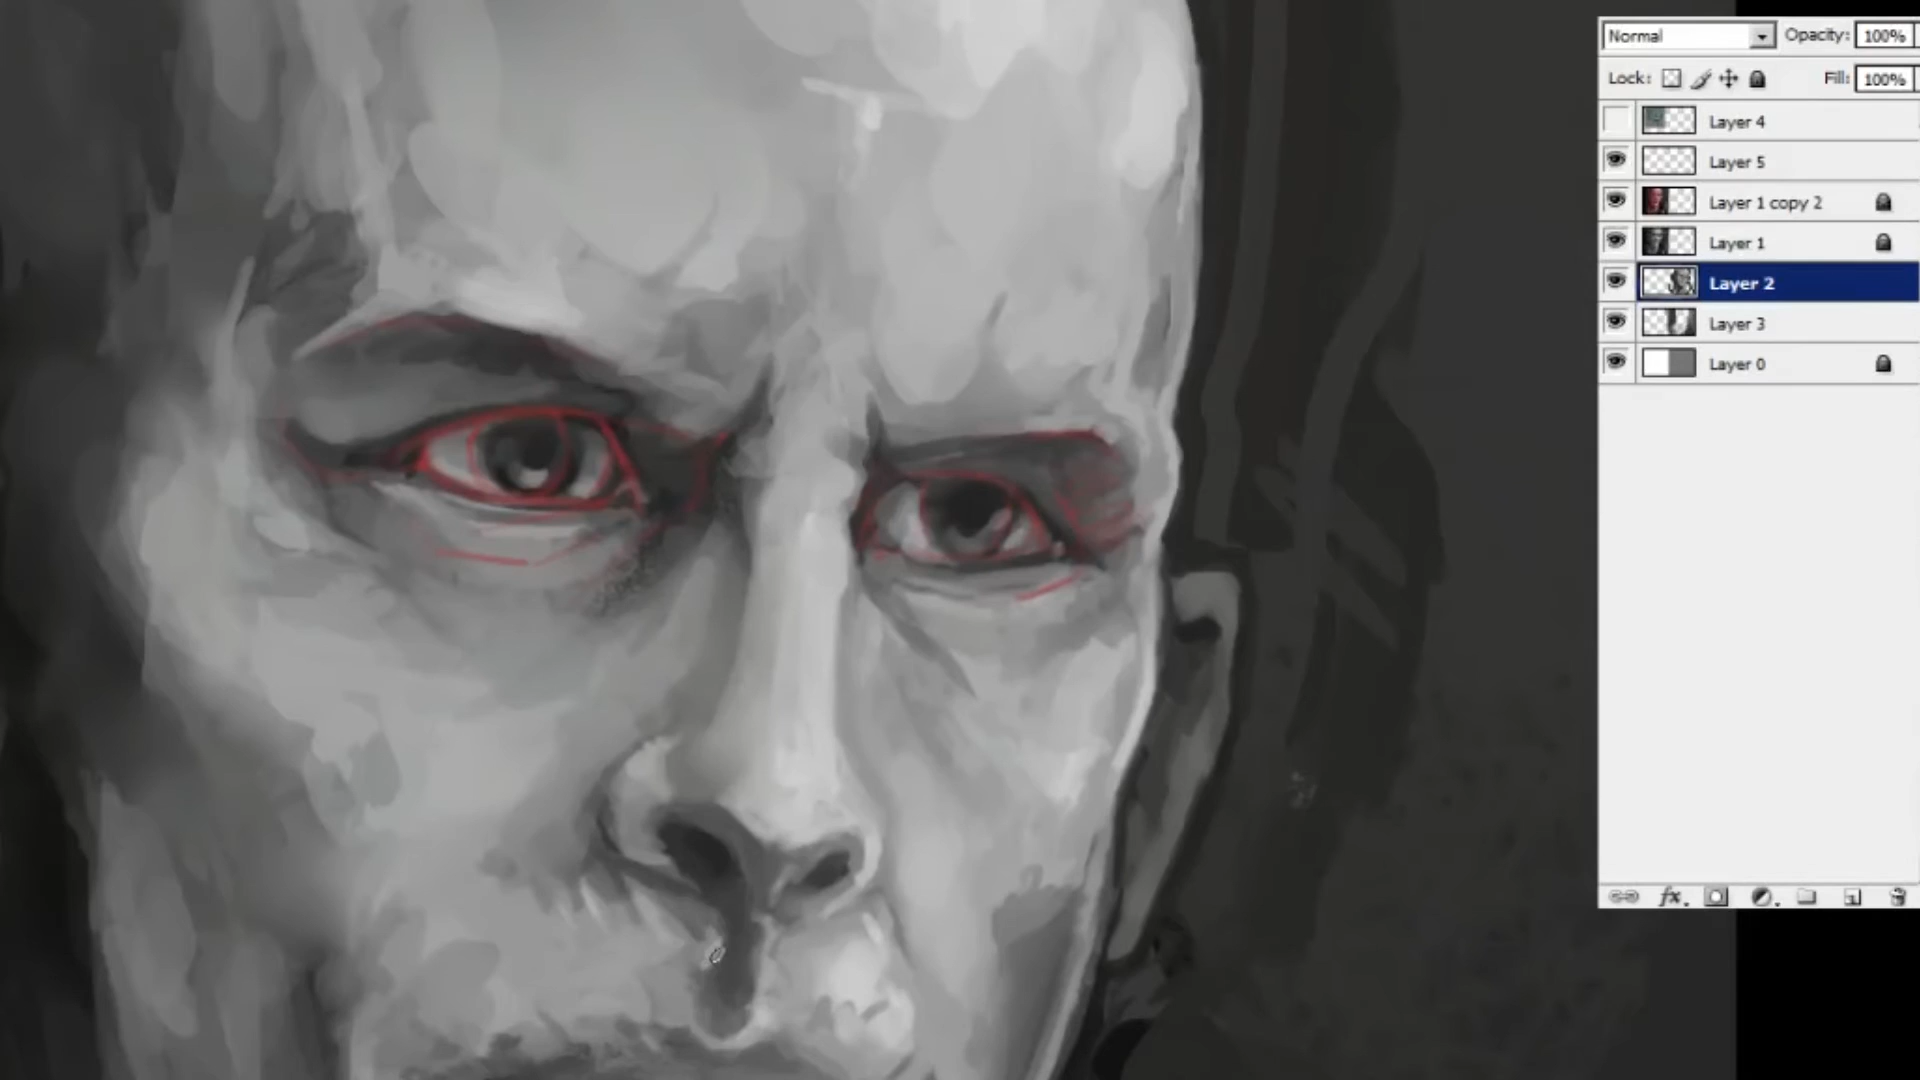 Normal Opacity: 100%
Lock: Fill: 100%
Layer 4
Layer 5
Layer 1 copy 2
Layer 1
Layer 2
Layer 3
Layer 0
fx.